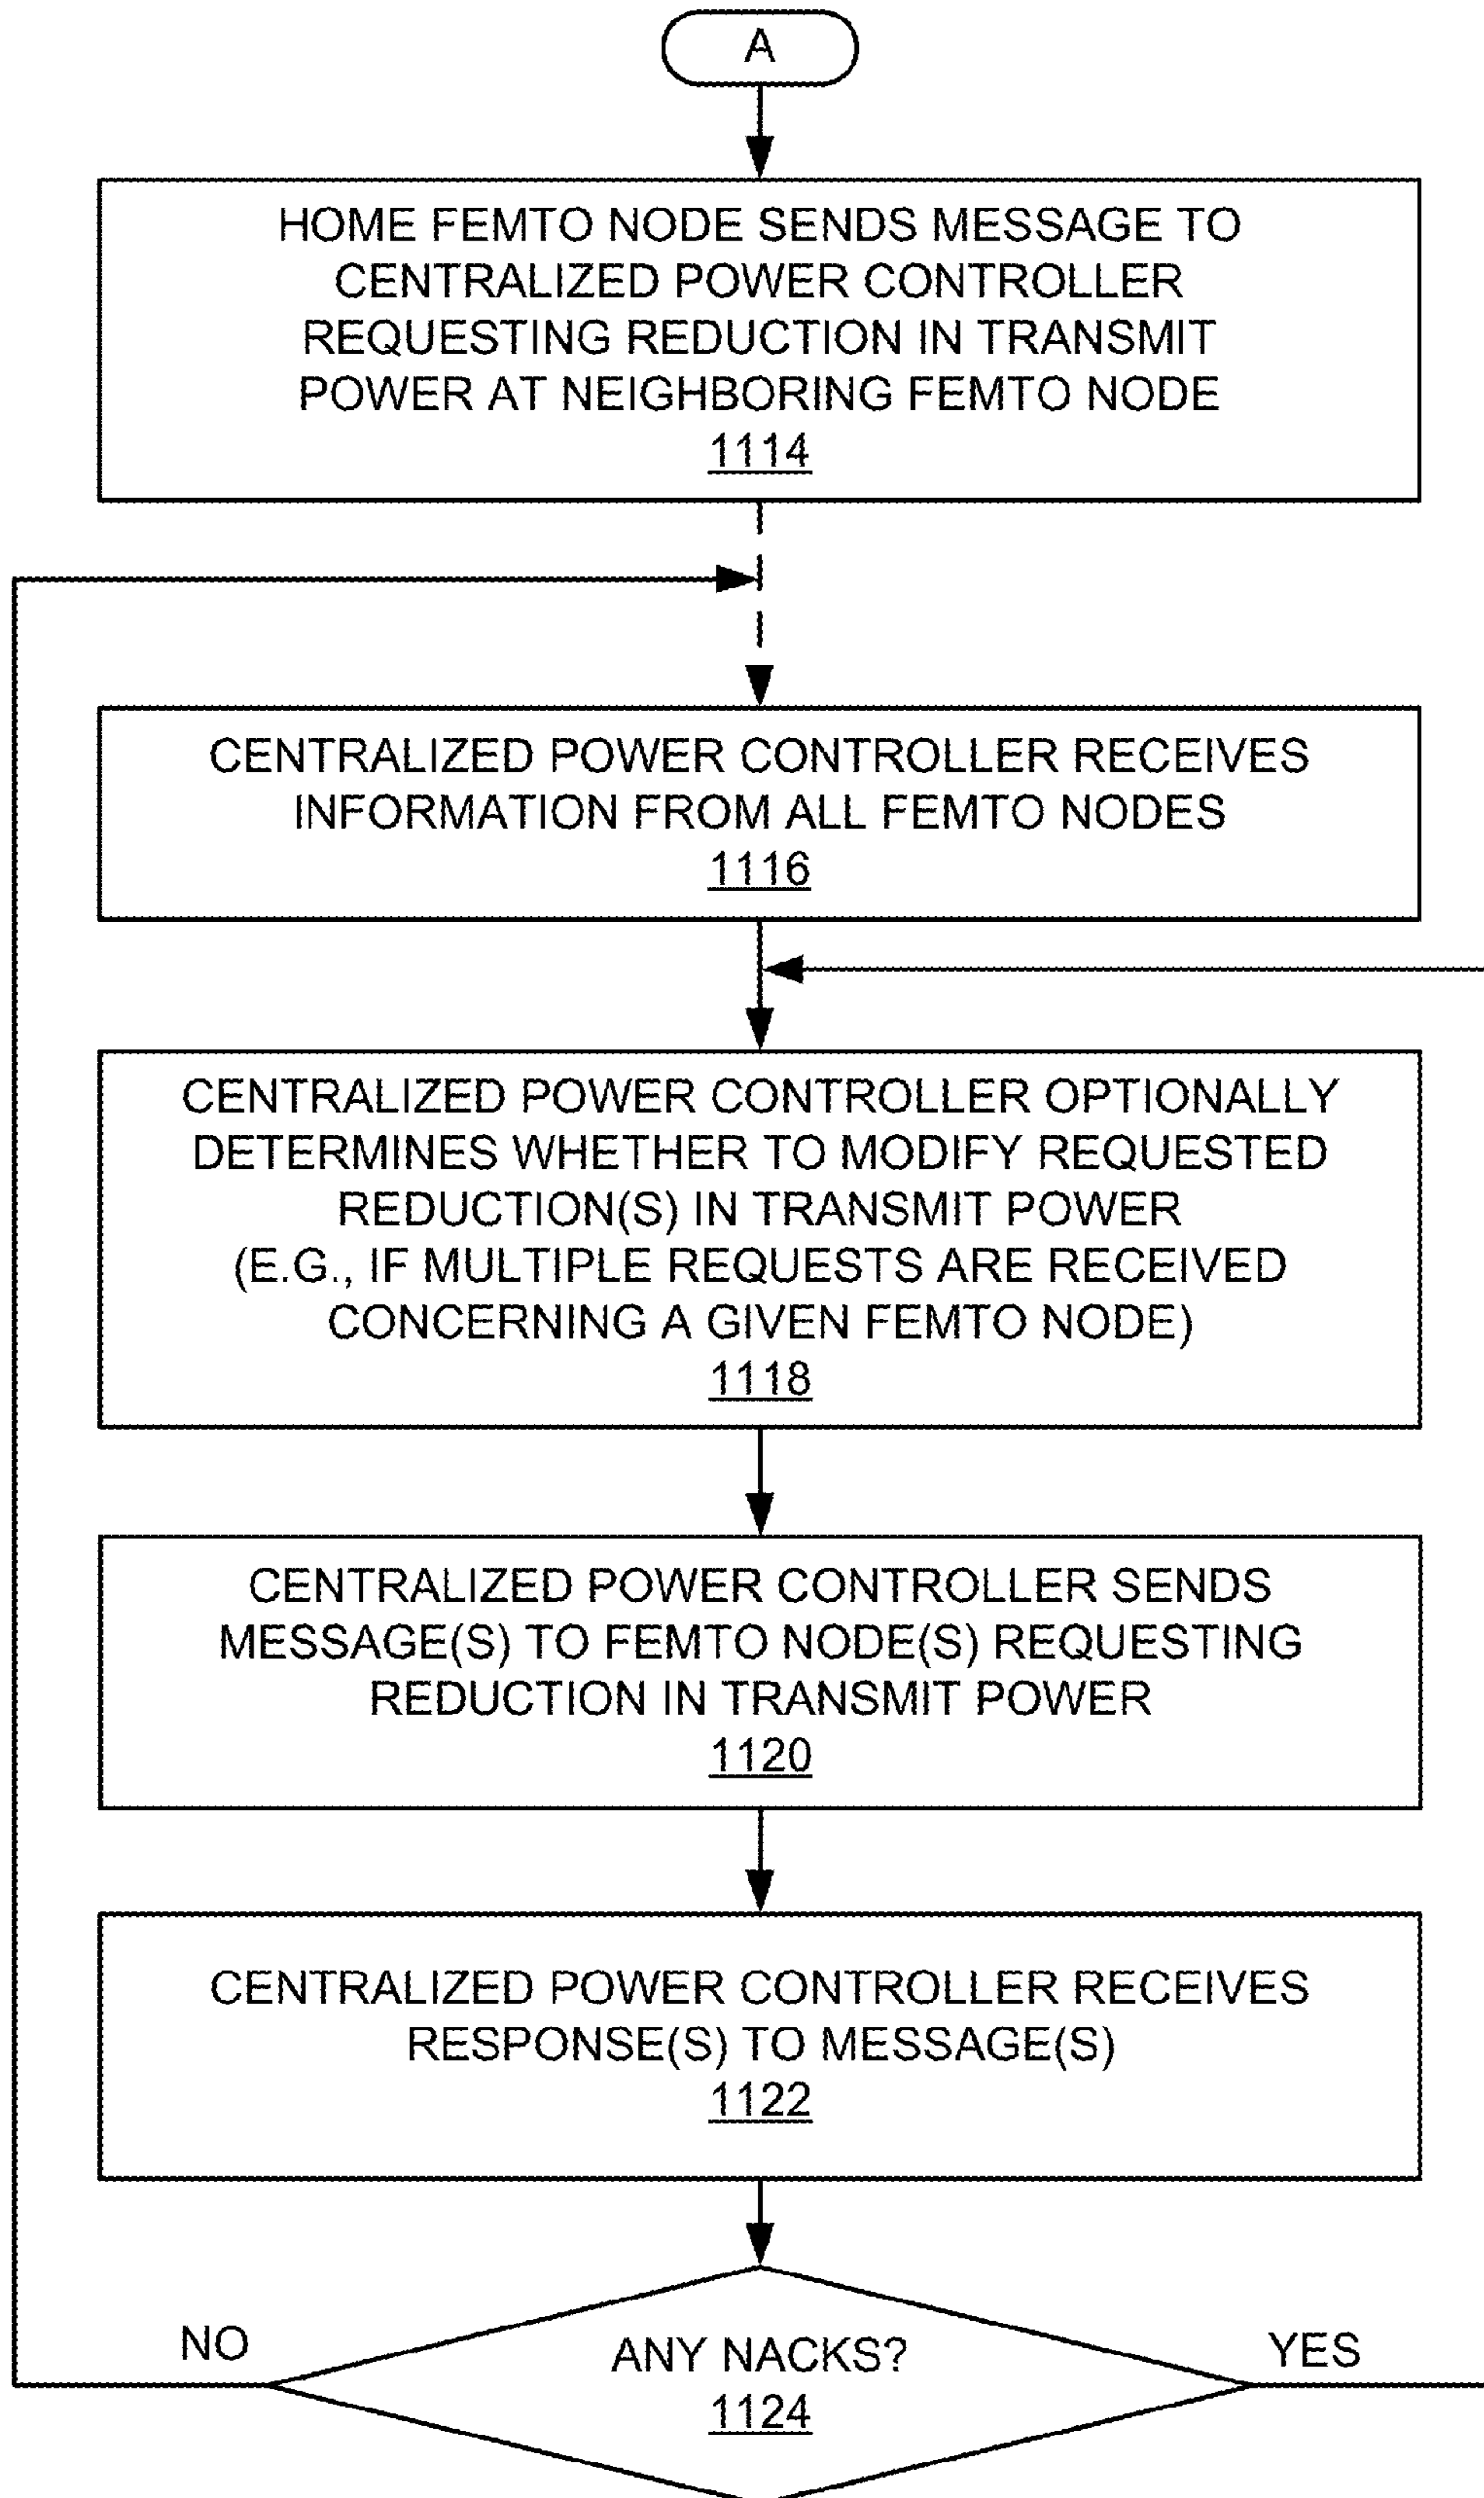 A
HOME FEMTO NODE SENDS MESSAGE TO
CENTRALIZED POWER CONTROLLER
REQUESTING REDUCTION IN TRANSMIT
POWER AT NEIGHBORING FEMTO NODE
1114
CENTRALIZED POWER CONTROLLER RECEIVES
INFORMATION FROM ALL FEMTO NODES
1116
CENTRALIZED POWER CONTROLLER OPTIONALLY
DETERMINES WHETHER TO MODIFY REQUESTED
REDUCTION(S) IN TRANSMIT POWER
(E.G., IF MULTIPLE REQUESTS ARE RECEIVED
CONCERNING A GIVEN FEMTO NODE)
1118
CENTRALIZED POWER CONTROLLER SENDS
MESSAGE(S) TO FEMTO NODE(S) REQUESTING
REDUCTION IN TRANSMIT POWER
1120
CENTRALIZED POWER CONTROLLER RECEIVES
RESPONSE(S) TO MESSAGE(S)
1122
NO
ANY NACKS?
YES
1124